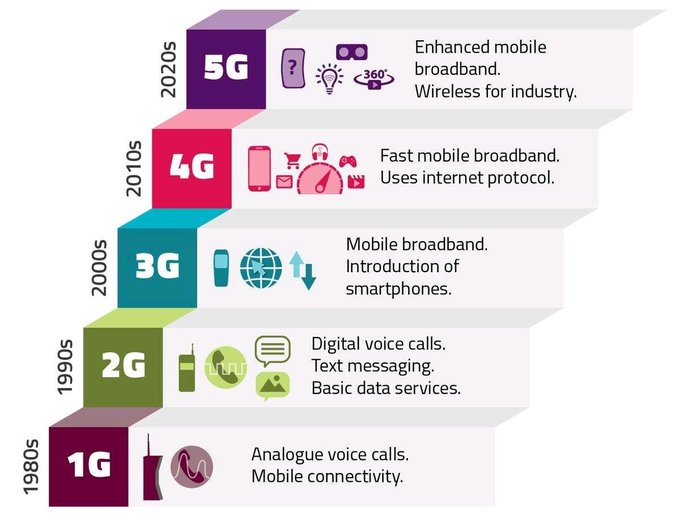 2020s
5G
?
360°
Enhanced mobile
broadband.
Wireless for industry.
2010s
4G
Fast mobile broadband.
Uses internet protocol.
2000s
3G
Mobile broadband.
Introduction of
smartphones.
1990s
2G
Digital voice calls.
Text messaging.
Basic data services.
1980s
1G
Analogue voice calls.
Mobile connectivity.